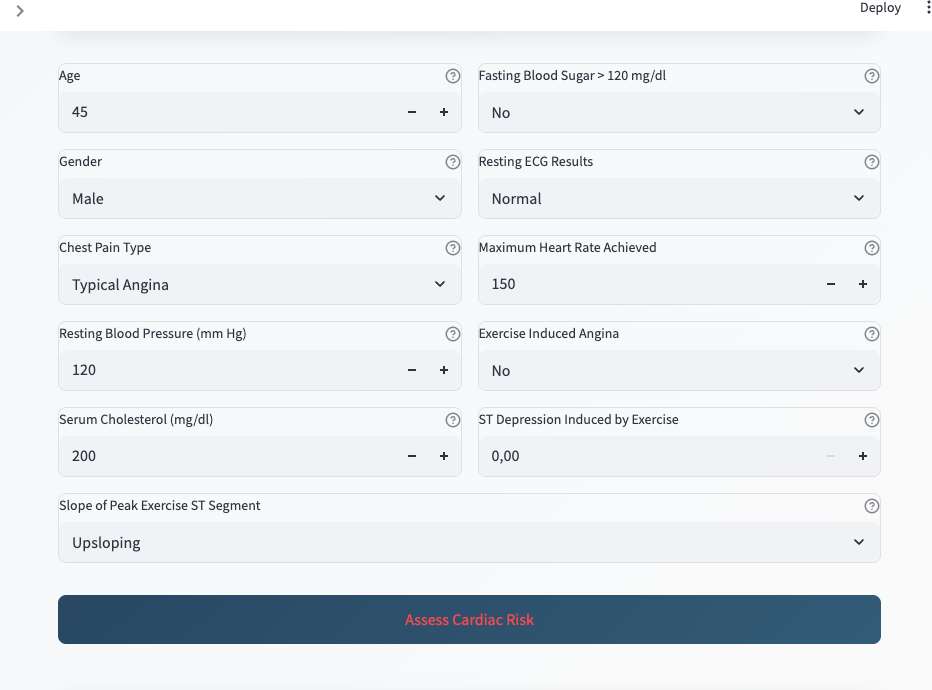 Deploy
Age
45
Fasting Blood Sugar > 120 mg/dl
No
Gender
Male
Resting ECG Results
Normal
Chest Pain Type
Typical Angina
Maximum Heart Rate Achieved
150
Resting Blood Pressure (mm Hg)
120
Exercise Induced Angina
No
Serum Cholesterol (mg/dl)
200
ST Depression Induced by Exercise
0,00
Slope of Peak Exercise ST Segment
Upsloping
Assess Cardiac Risk